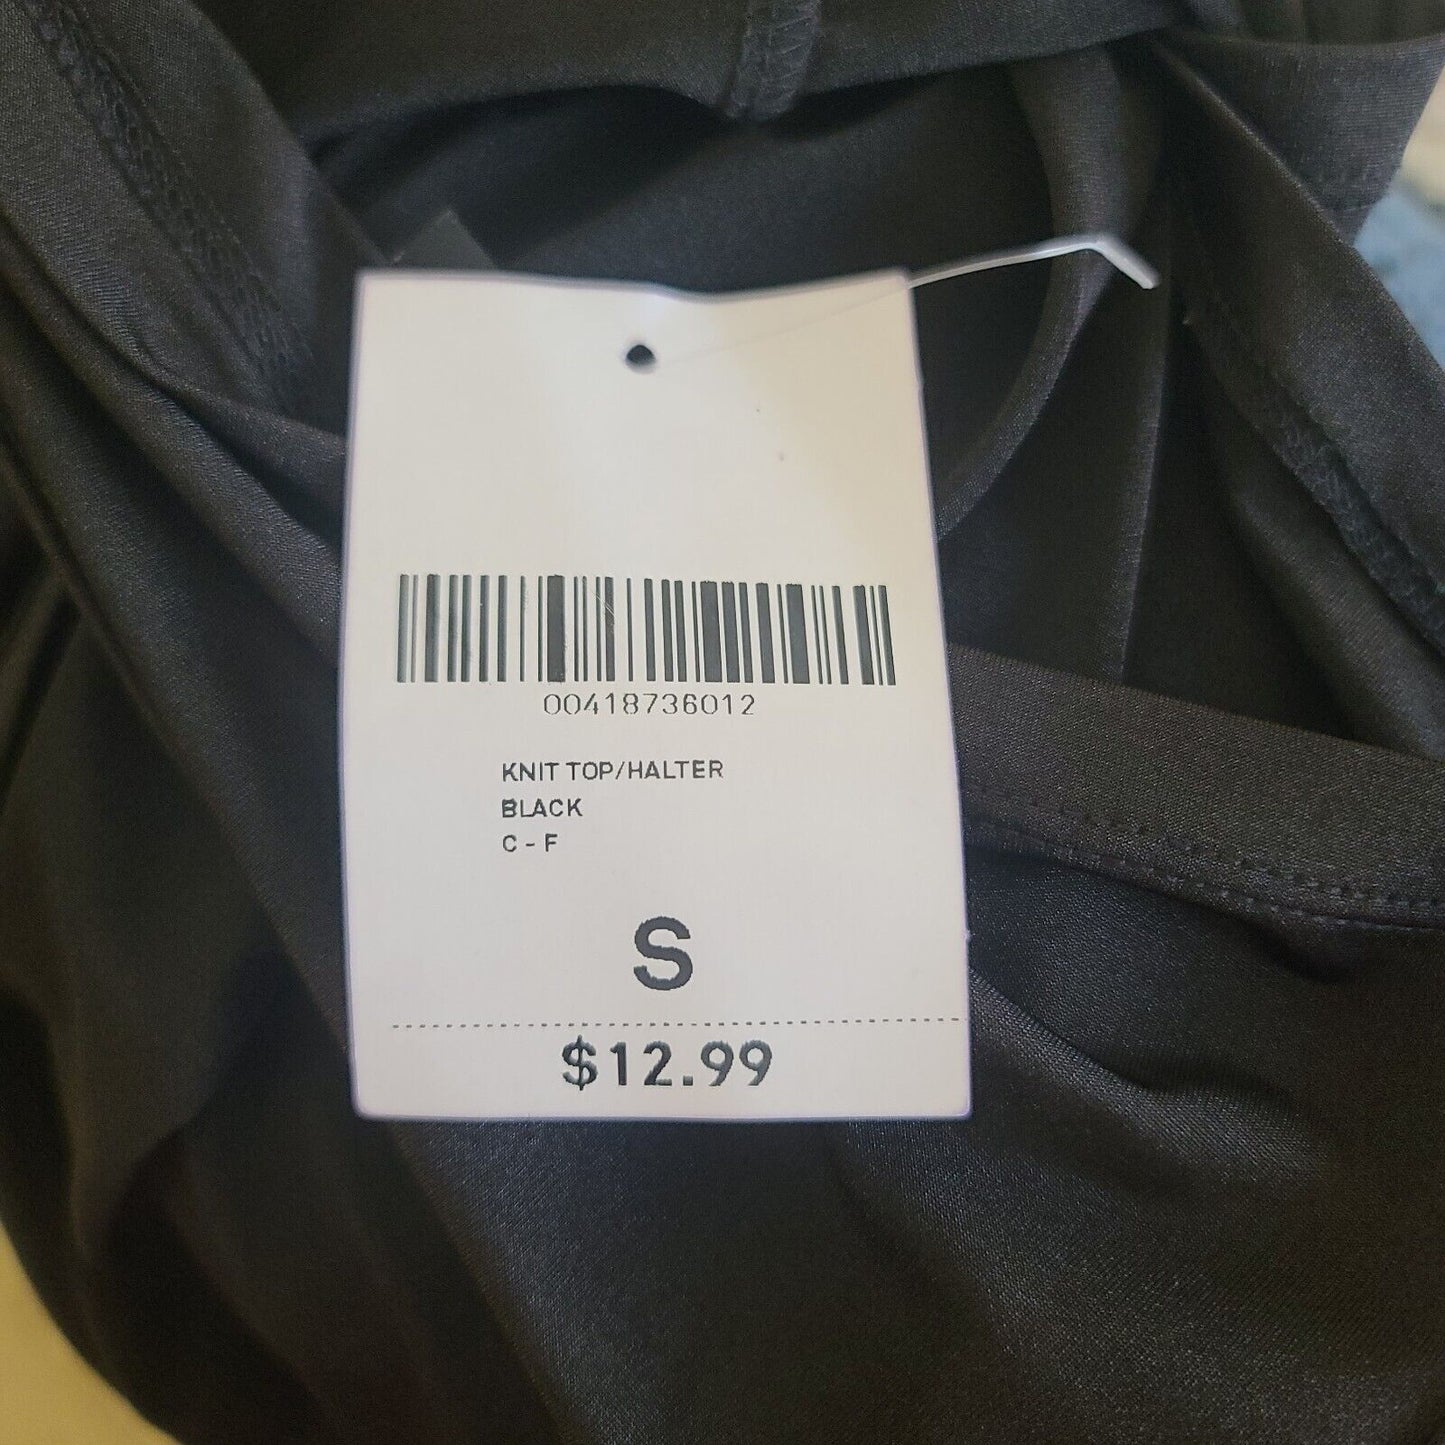 00418736012
KNIT TOP/HALTER
BLACK
C - F
S
$12.99